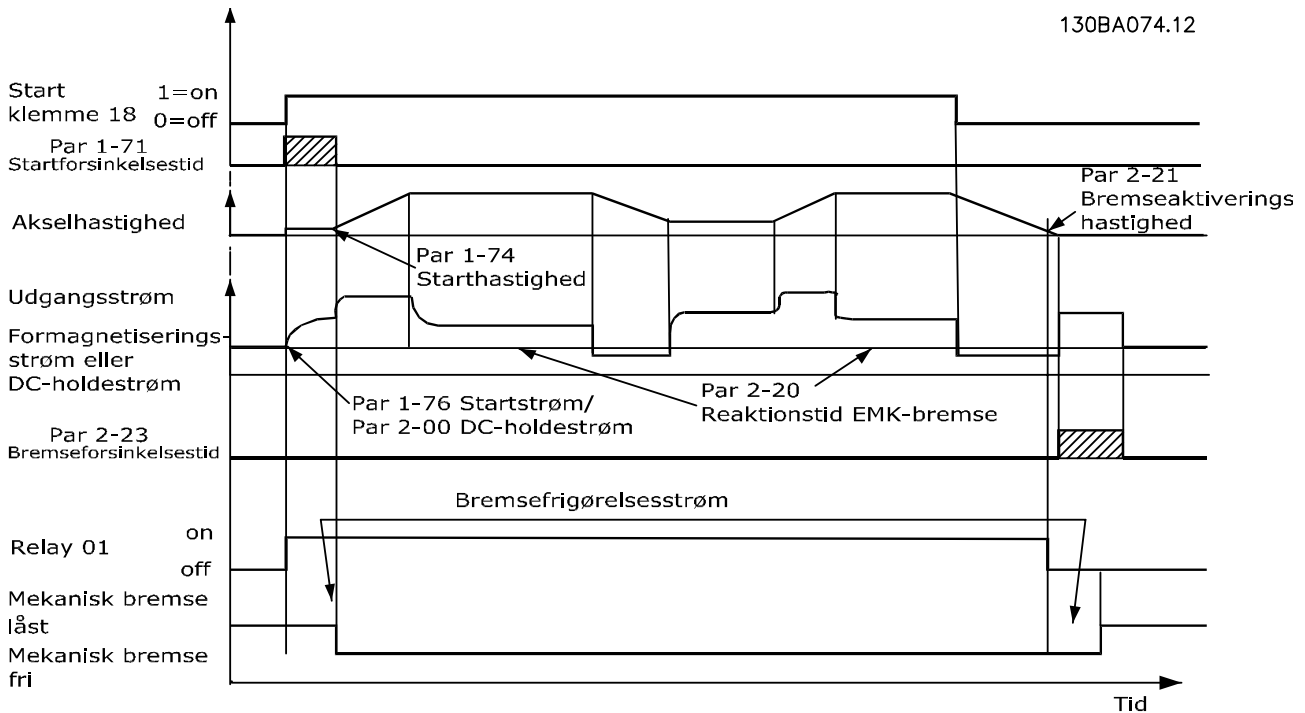 130BA074.12
Start
klemme 18
1=on
0=off
Par 1-71
Startforsinkelsestid
Par 2-21
Bremseaktiverings
hastighed
Akselhastighed
Par 1-74
Starthastighed
Udgangsstrøm
Formagnetiserings-
strøm eller
DC-holdestrøm
Par 1-76 Startstrøm/
Par 2-00 DC-holdestrøm
Par 2-20
Reaktionstid EMK-bremse
Par 2-23
Bremseforsinkelsestid
Bremsefrigørelsesstrøm
Relay 01
on
off
Mekanisk bremse
låst
Mekanisk bremse
fri
Tid